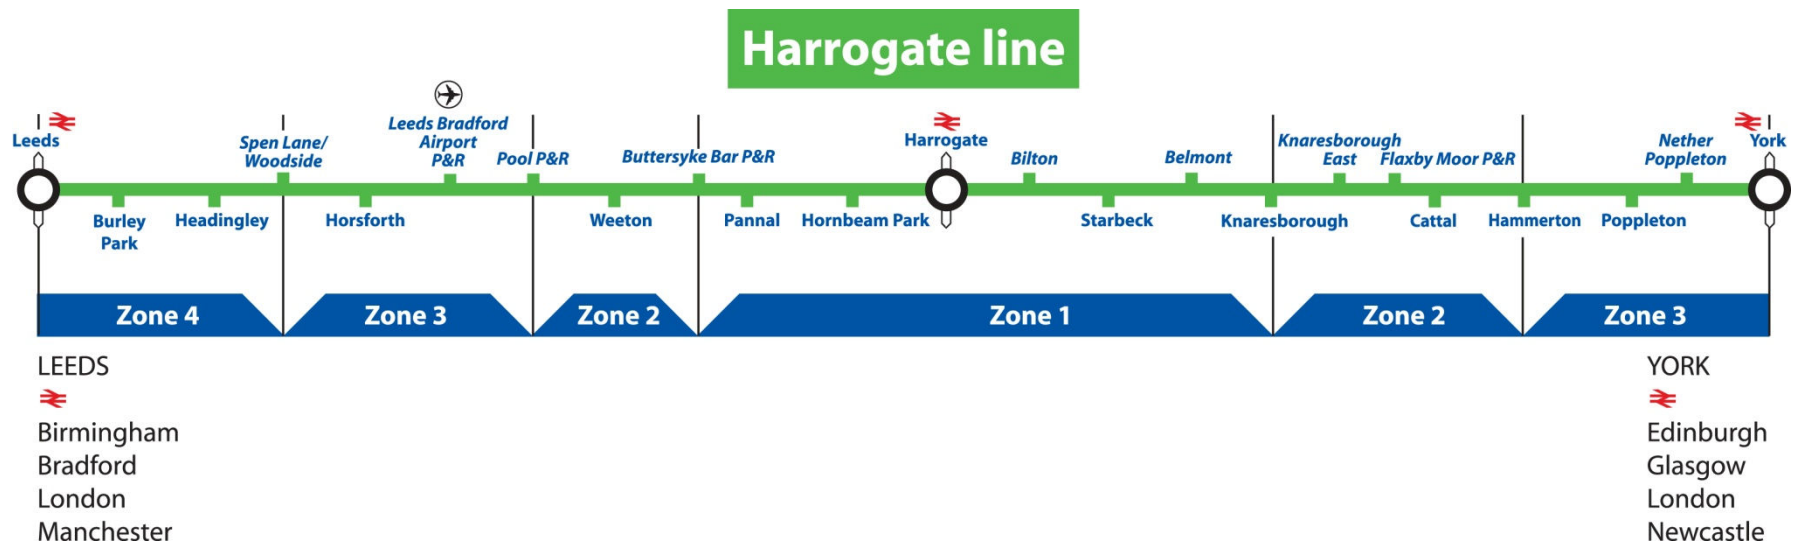 Harrogate line
Leeds
Spen Lane/
Woodside
Leeds Bradford
Airport
P&R
Pool P&R
Buttersyke Bar P&R
Harrogate
Bilton
Belmont
Knaresborough
East
Flaxby Moor P&R
Nether
Poppleton
York
Burley
Park
Headingley
Horsforth
Weeton
Pannal
Hornbeam Park
Starbeck
Knaresborough
Cattal
Hammerton
Poppleton
Zone 4
Zone 3
Zone 2
Zone 1
Zone 2
Zone 3
LEEDS
Birmingham
Bradford
London
Manchester
YORK
Edinburgh
Glasgow
London
Newcastle